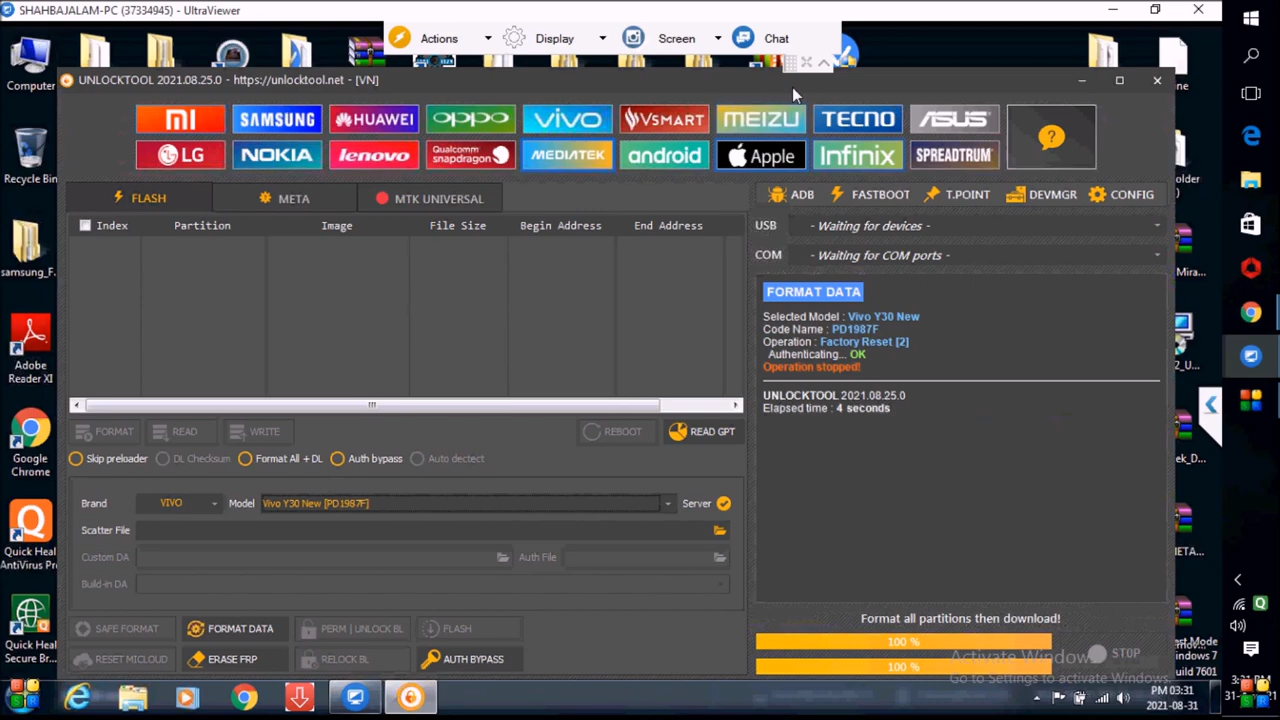 SHAHBAJALAM-PC (37334945) - UltraViewer
Actions Display Screen Chat
Computer
Recycle Bin
samsung_F...
Adobe
Reader XI
Google
Chrome
Quick Heal
AntiVirus Pro
Quick Heal
Secure Br...
UNLOCKTOOL 2021.08.25.0 - https://unlocktool.net - [VN]
mi SAMSUNG HUAWEI oppo vivo VSMART MEIZU TECNO ASUS
LG NOKIA lenovo Qualcomm snapdragon MEDIATEK android Apple Infinix SPREADTRUM
?
FLASH META MTK UNIVERSAL
Index Partition Image File Size Begin Address End Address
FORMAT READ WRITE REBOOT READ GPT
Skip preloader DL Checksum Format All + DL Auth bypass Auto dectect
Brand VIVO Model Vivo Y30 New [PD1987F] Server
Scatter File
Custom DA Auth File
Build-in DA
SAFE FORMAT FORMAT DATA PERM | UNLOCK BL FLASH
RESET MICLOUD ERASE FRP RELOCK BL AUTH BYPASS
ADB FASTBOOT T.POINT DEVMGR CONFIG
USB - Waiting for devices -
COM - Waiting for COM ports -
FORMAT DATA
Selected Model : Vivo Y30 New
Code Name : PD1987F
Operation : Factory Reset [2]
Authenticating... OK
Operation stopped!
UNLOCKTOOL 2021.08.25.0
Elapsed time : 4 seconds
Format all partitions then download!
100 %
100 %
STOP
Activate Windows
Go to Settings to activate Windows.
PM 03:31
2021-08-31